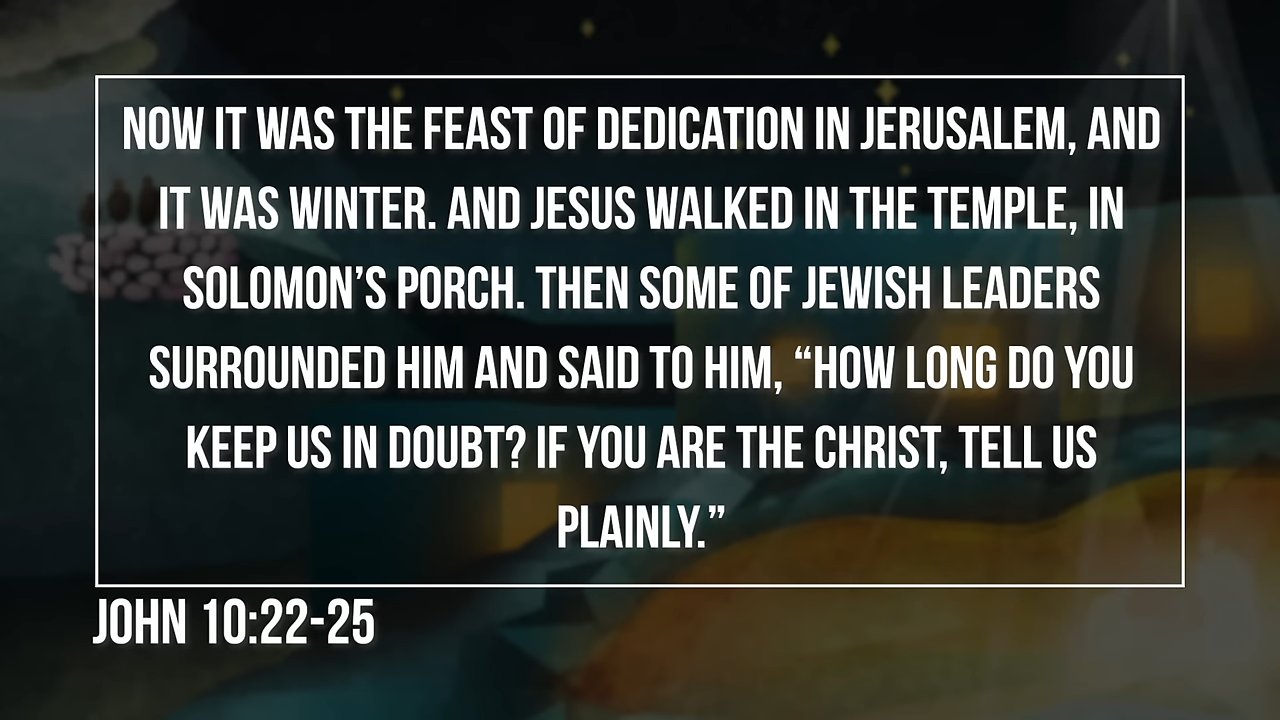 NOW IT WAS THE FEAST OF DEDICATION IN JERUSALEM, AND
IT WAS WINTER. AND JESUS WALKED IN THE TEMPLE, IN
SOLOMON’S PORCH. THEN SOME OF JEWISH LEADERS
SURROUNDED HIM AND SAID TO HIM, “HOW LONG DO YOU
KEEP US IN DOUBT? IF YOU ARE THE CHRIST, TELL US
PLAINLY.”
JOHN 10:22-25